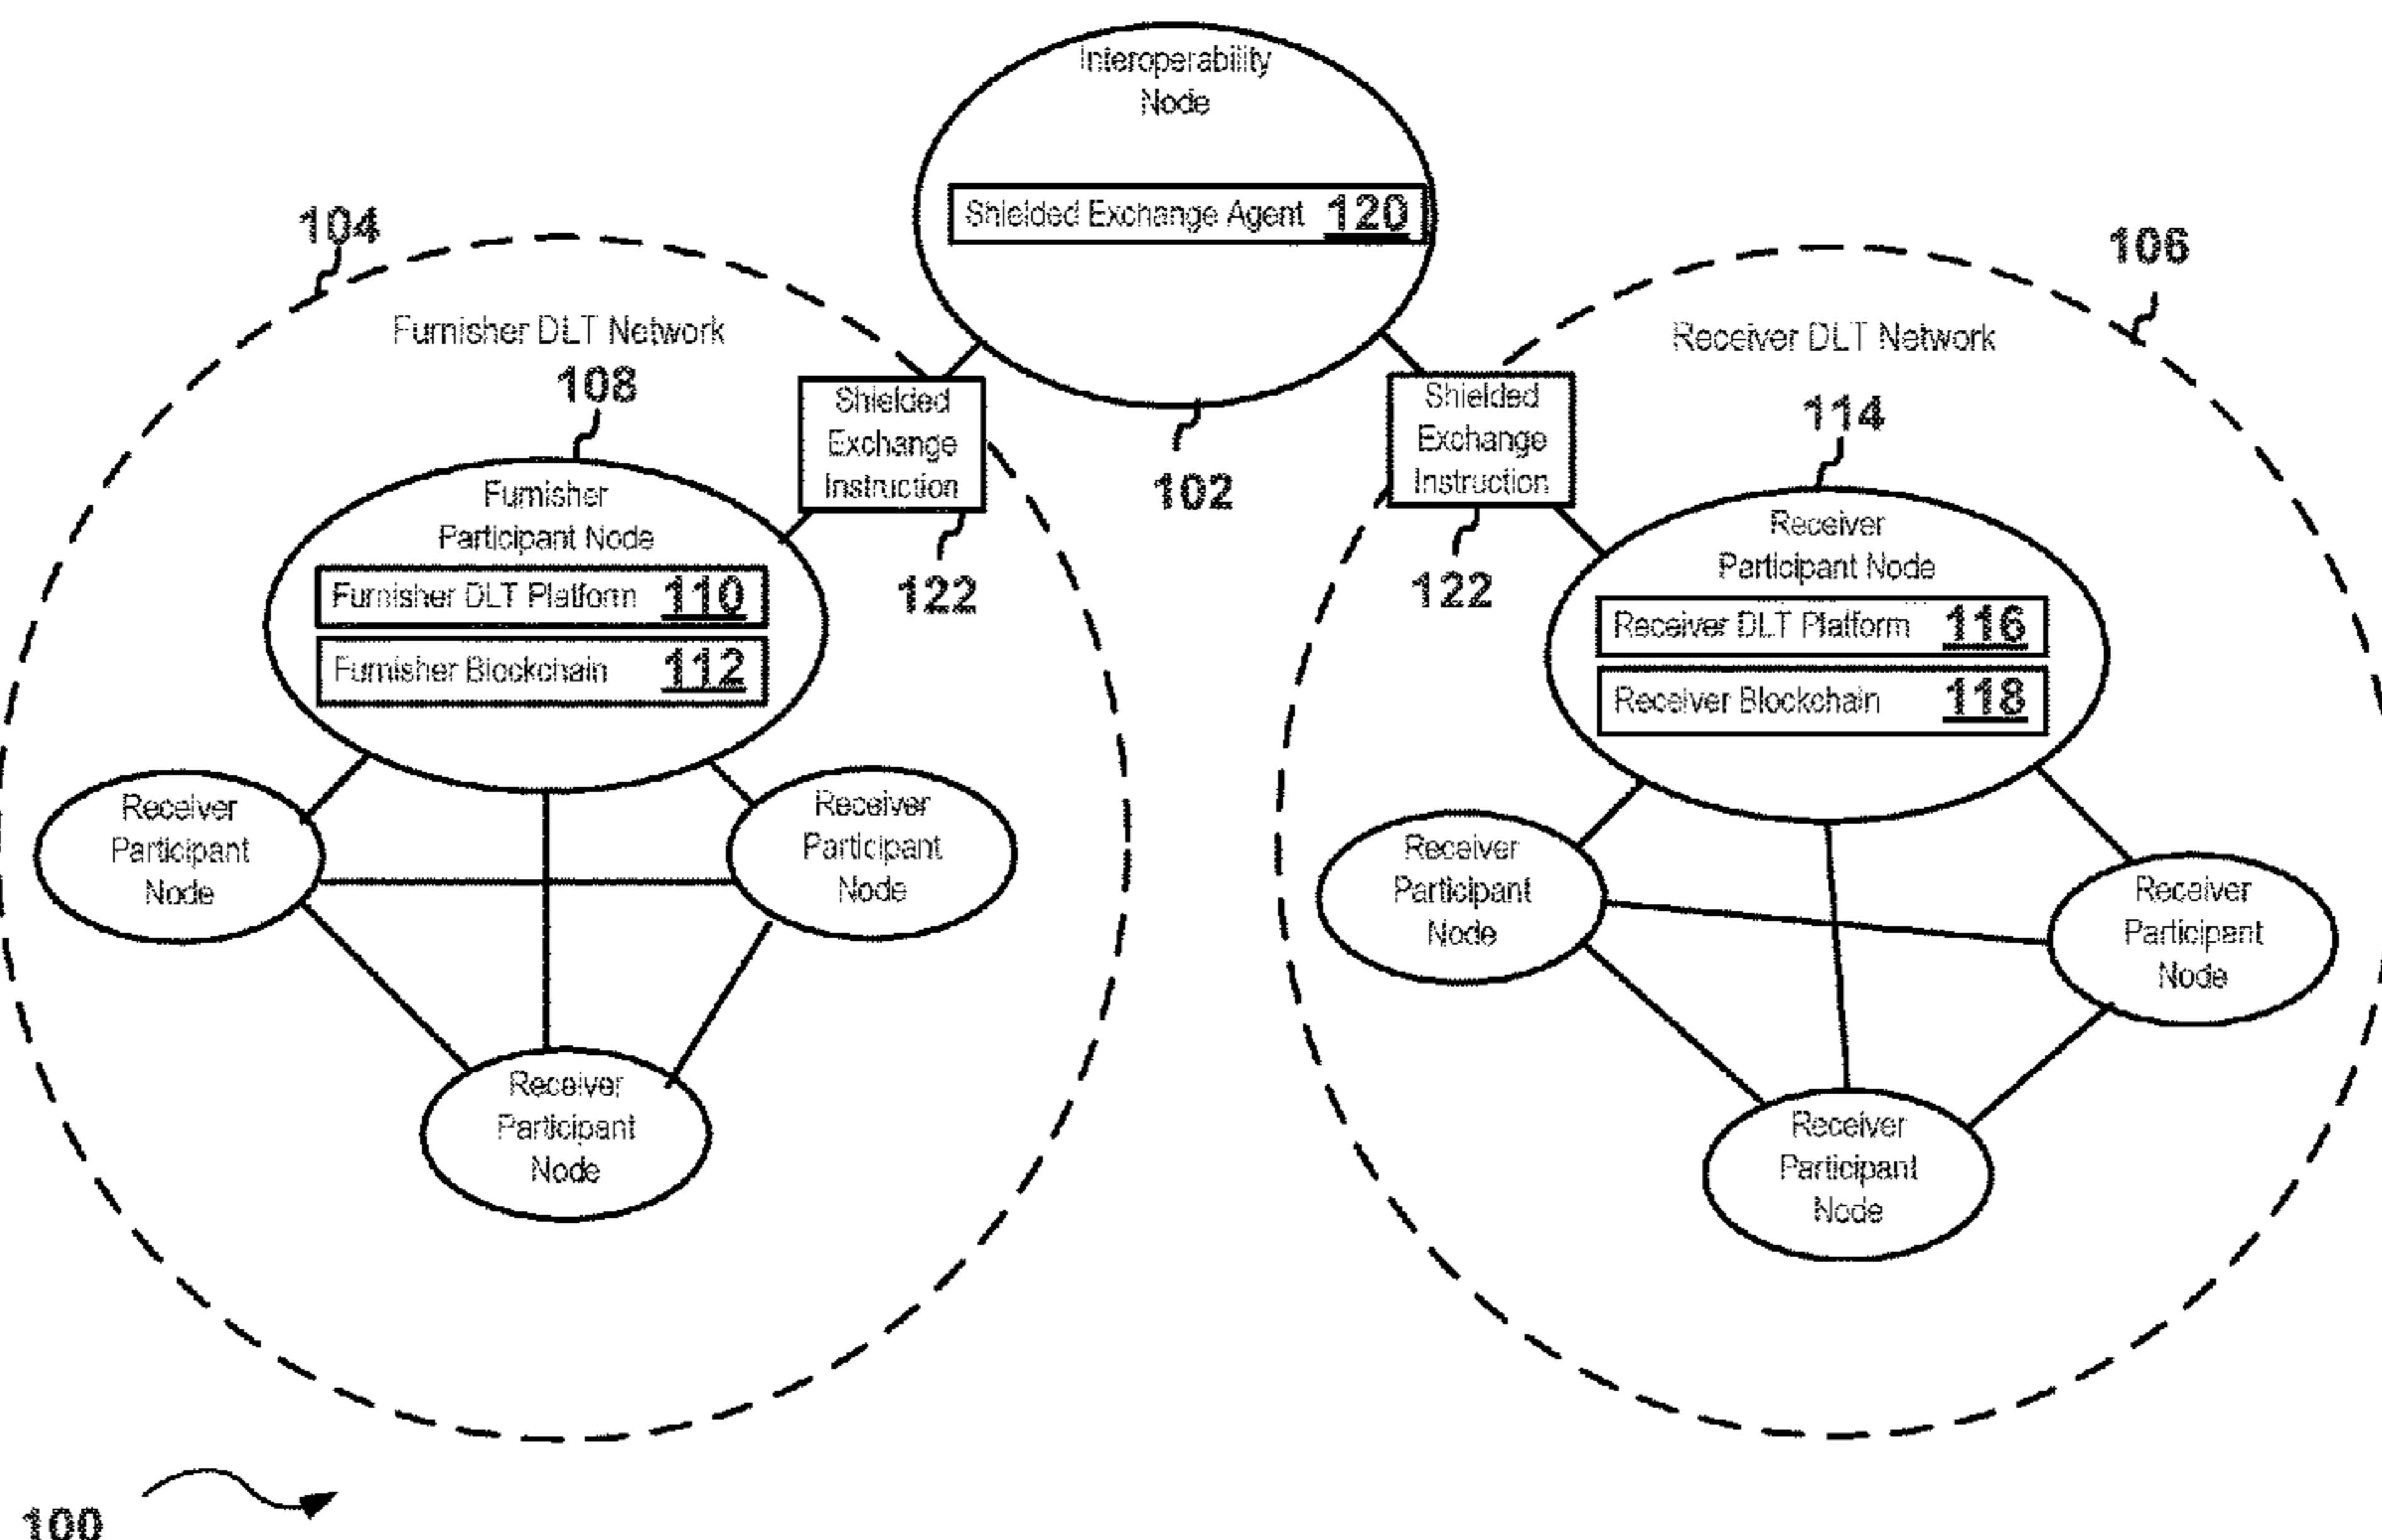 Interoperability
Node
Shielded Exchange Agent 120
104
106
Furnisher DLT Network
Receiver DLT Network
108
Shielded
Exchange
Instruction
Shielded
Exchange
Instruction
114
102
Furnisher
Participant Node
Furnisher DLT Platform 110
Furnisher Blockchain 112
122
122
Receiver
Participant Node
Receiver DLT Platform 116
Receiver Blockchain 118
Receiver
Participant
Node
Receiver
Participant
Node
Receiver
Participant
Node
Receiver
Participant
Node
Receiver
Participant
Node
Receiver
Participant
Node
100